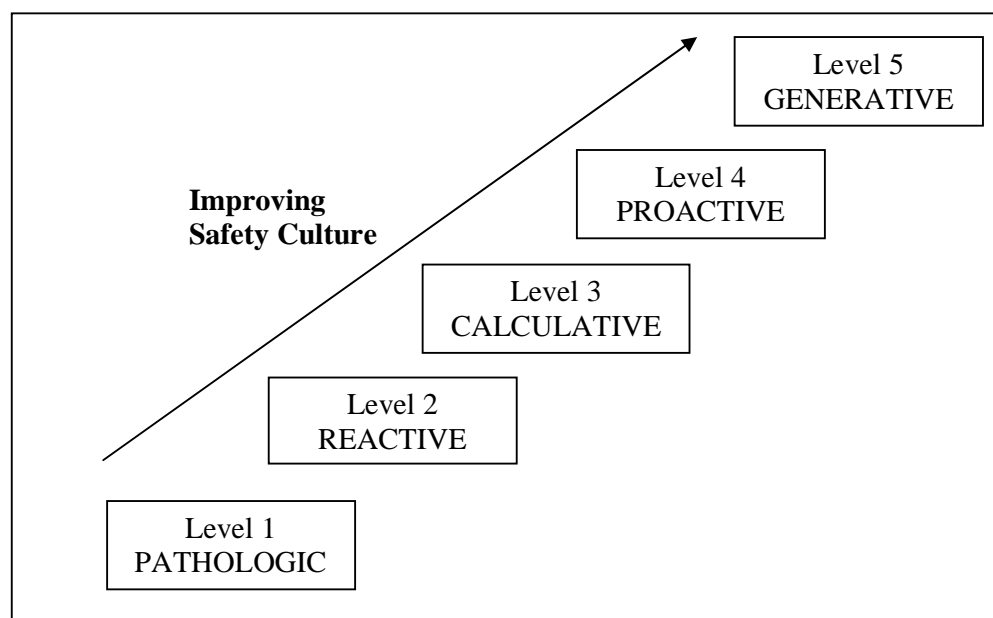 Level 5
GENERATIVE
Level 4
PROACTIVE
Improving
Safety Culture
Level 3
CALCULATIVE
Level 2
REACTIVE
Level 1
PATHOLOGIC